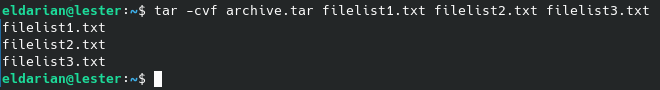 eldarian@lester:~$ tar -cvf archive.tar filelist1.txt filelist2.txt filelist3.txt
filelist1.txt
filelist2.txt
filelist3.txt
eldarian@lester:~$